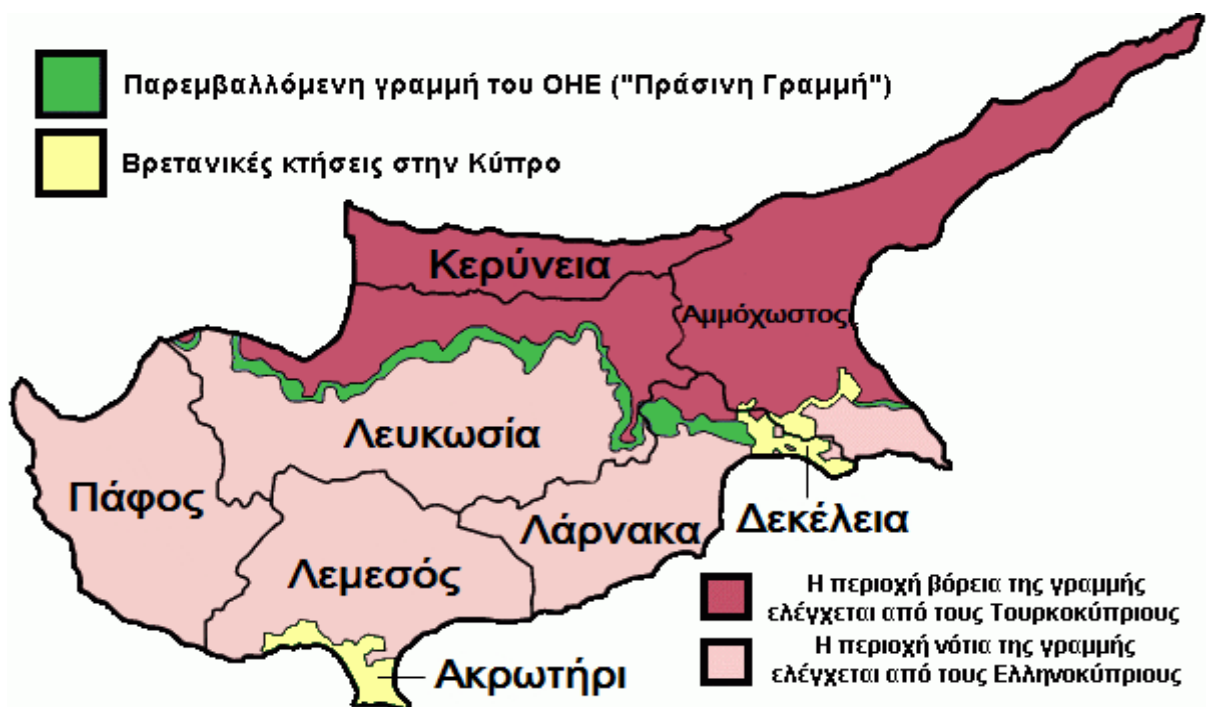 Παρεμβαλλόμενη γραμμή του ΟΗΕ ("Πράσινη Γραμμή")
Βρετανικές κτήσεις στην Κύπρο
Κερύνεια
Αμμόχωστος
Λευκωσία
Πάφος
Λάρνακα
Δεκέλεια
Λεμεσός
Ακρωτήρι
Η περιοχή βόρεια της γραμμής
ελέγχεται από τους Τουρκοκύπριους
Η περιοχή νότια της γραμμής
ελέγχεται από τους Ελληνοκύπριους